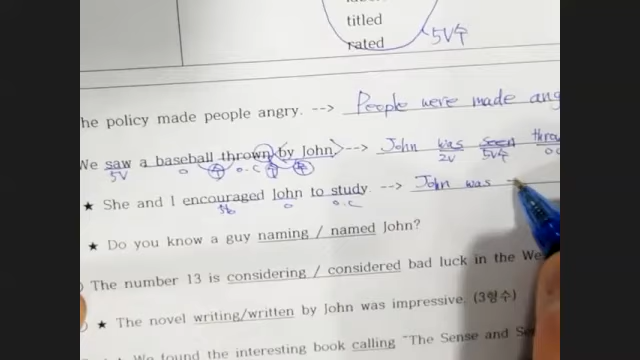 titled
rated 5V수
he policy made people angry. --> People were made ang
We saw a baseball thrown by John. --> John was seen throw
5V O 수 O.C 2V 5V수 O.C
★ She and I encouraged John to study. --> John was
O O.C
★ Do you know a guy naming / named John?
The number 13 is considering / considered bad luck in the We
★ The novel writing/written by John was impressive. (3형수)
We found the interesting book calling "The Sense and Se